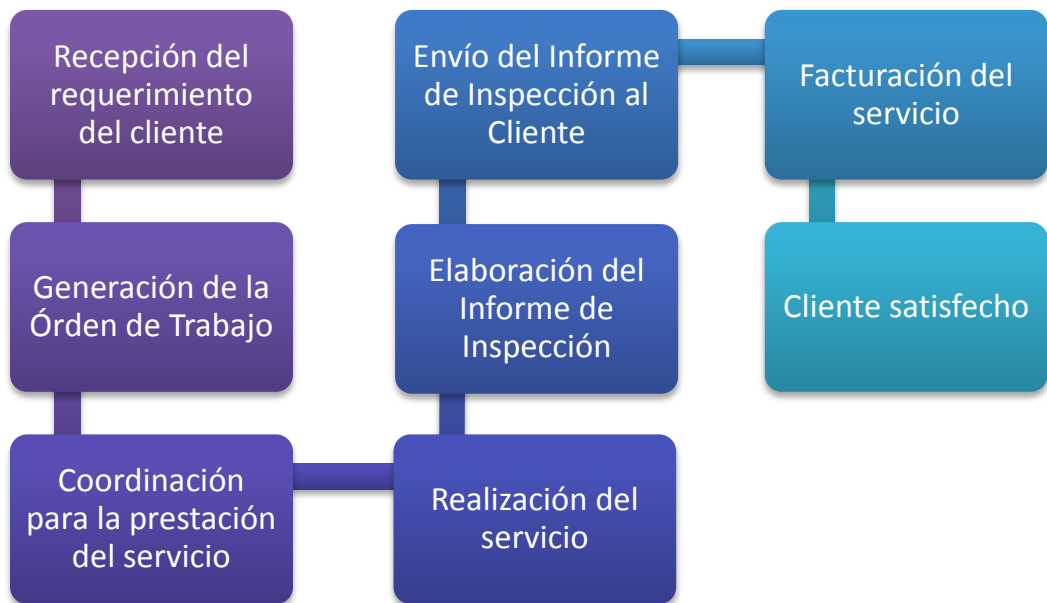 Recepción del
requerimiento
del cliente
Generación de la
Órden de Trabajo
Coordinación
para la prestación
del servicio
Realización del
servicio
Elaboración del
Informe de
Inspección
Envío del Informe
de Inspección al
Cliente
Facturación del
servicio
Cliente satisfecho